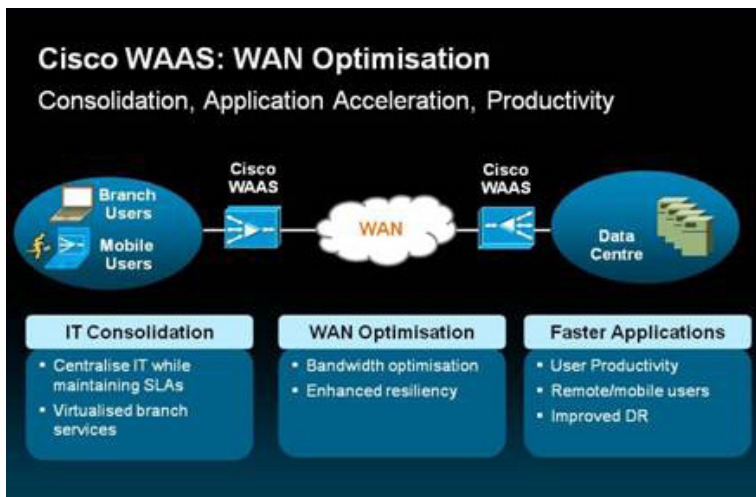 Cisco WAAS: WAN Optimisation
Consolidation, Application Acceleration, Productivity
Branch
Users
Mobile
Users
Cisco
WAAS
WAN
Cisco
WAAS
Data
Centre
IT Consolidation
▪ Centralise IT while
maintaining SLAs
▪ Virtualised branch
services
WAN Optimisation
▪ Bandwidth optimisation
▪ Enhanced resiliency
Faster Applications
▪ User Productivity
▪ Remote/mobile users
▪ Improved DR